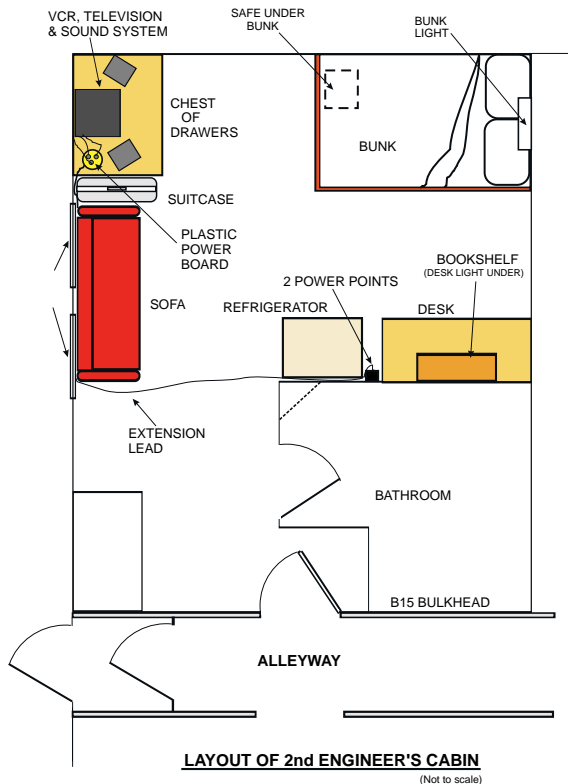 VCR, TELEVISION
& SOUND SYSTEM
SAFE UNDER
BUNK
BUNK
LIGHT
CHEST
OF
DRAWERS
BUNK
SUITCASE
PLASTIC
POWER
BOARD
BOOKSHELF
(DESK LIGHT UNDER)
2 POWER POINTS
SOFA
REFRIGERATOR
DESK
EXTENSION
LEAD
BATHROOM
B15 BULKHEAD
ALLEYWAY
LAYOUT OF 2nd ENGINEER'S CABIN
(Not to scale)